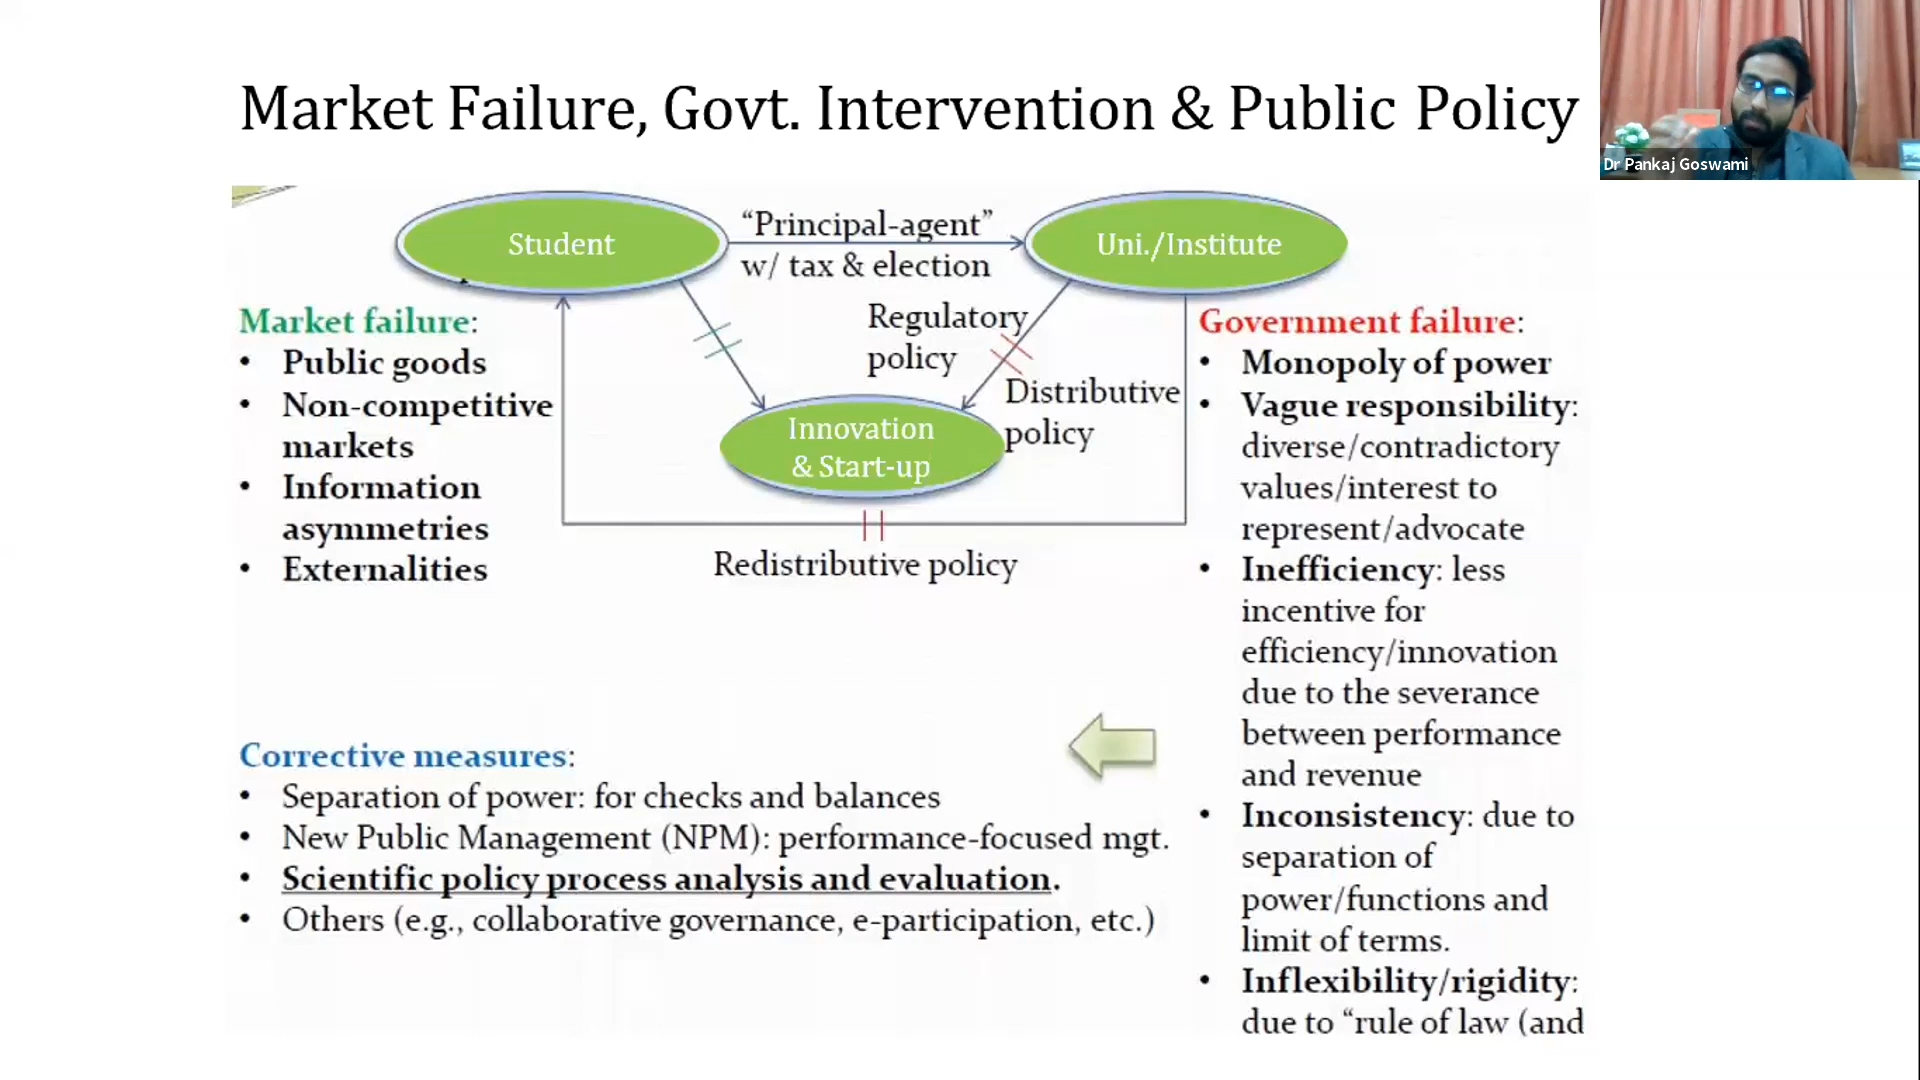 Market Failure, Govt. Intervention & Public Policy
Dr Pankaj Goswami
Student
“Principal-agent”
w/ tax & election
Uni./Institute
Regulatory
policy
Distributive
policy
Innovation
& Start-up
Redistributive policy
Market failure:
• Public goods
• Non-competitive
markets
• Information
asymmetries
• Externalities
Government failure:
• Monopoly of power
• Vague responsibility:
diverse/contradictory
values/interest to
represent/advocate
• Inefficiency: less
incentive for
efficiency/innovation
due to the severance
between performance
and revenue
• Inconsistency: due to
separation of
power/functions and
limit of terms.
• Inflexibility/rigidity:
due to “rule of law (and
Corrective measures:
• Separation of power: for checks and balances
• New Public Management (NPM): performance-focused mgt.
• Scientific policy process analysis and evaluation.
• Others (e.g., collaborative governance, e-participation, etc.)